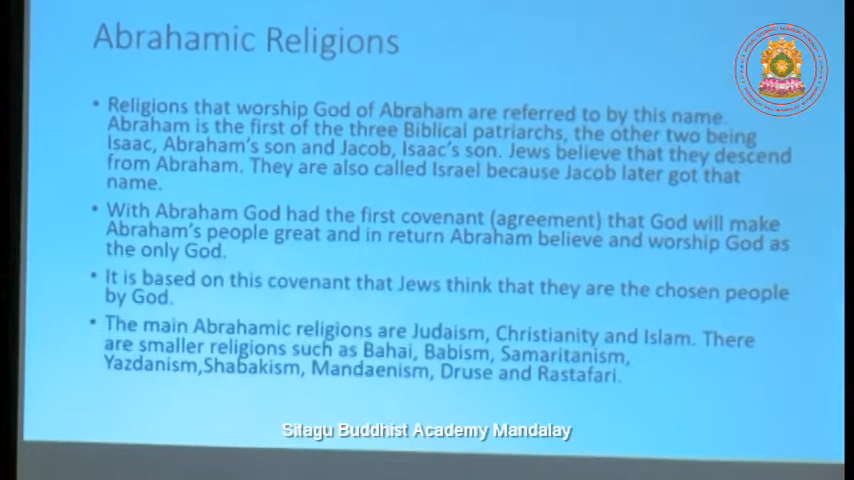 Abrahamic Religions
• Religions that worship God of Abraham are referred to by this name.
Abraham is the first of the three Biblical patriarchs, the other two being
Isaac, Abraham's son and Jacob, Isaac's son. Jews believe that they descend
from Abraham. They are also called Israel because Jacob later got that
name.
• With Abraham God had the first covenant (agreement) that God will make
Abraham's people great and in return Abraham believe and worship God as
the only God.
• It is based on this covenant that Jews think that they are the chosen people
by God.
• The main Abrahamic religions are Judaism, Christianity and Islam. There
are smaller religions such as Bahai, Babism, Samaritanism,
Yazdanism,Shabakism, Mandaenism, Druse and Rastafari.
Sitagu Buddhist Academy Mandalay